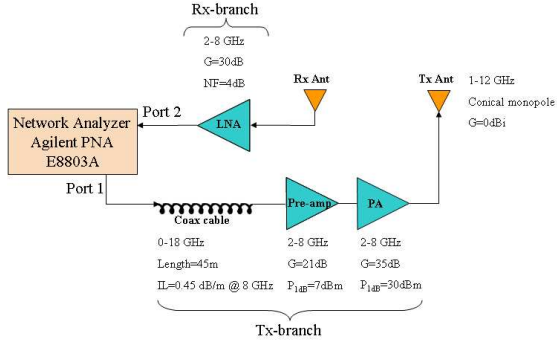 Rx-branch
2-8 GHz
G=30dB
NF=4dB
Rx Ant
Tx Ant
1-12 GHz
Conical monopole
G=0dBi
Port 2
LNA
Network Analyzer
Agilent PNA
E8803A
Port 1
Coax cable
Pre-amp
PA
0-18 GHz
Length=45m
IL=0.45 dB/m @ 8 GHz
2-8 GHz
G=21dB
P1dB=7dBm
2-8 GHz
G=35dB
P1dB=30dBm
Tx-branch